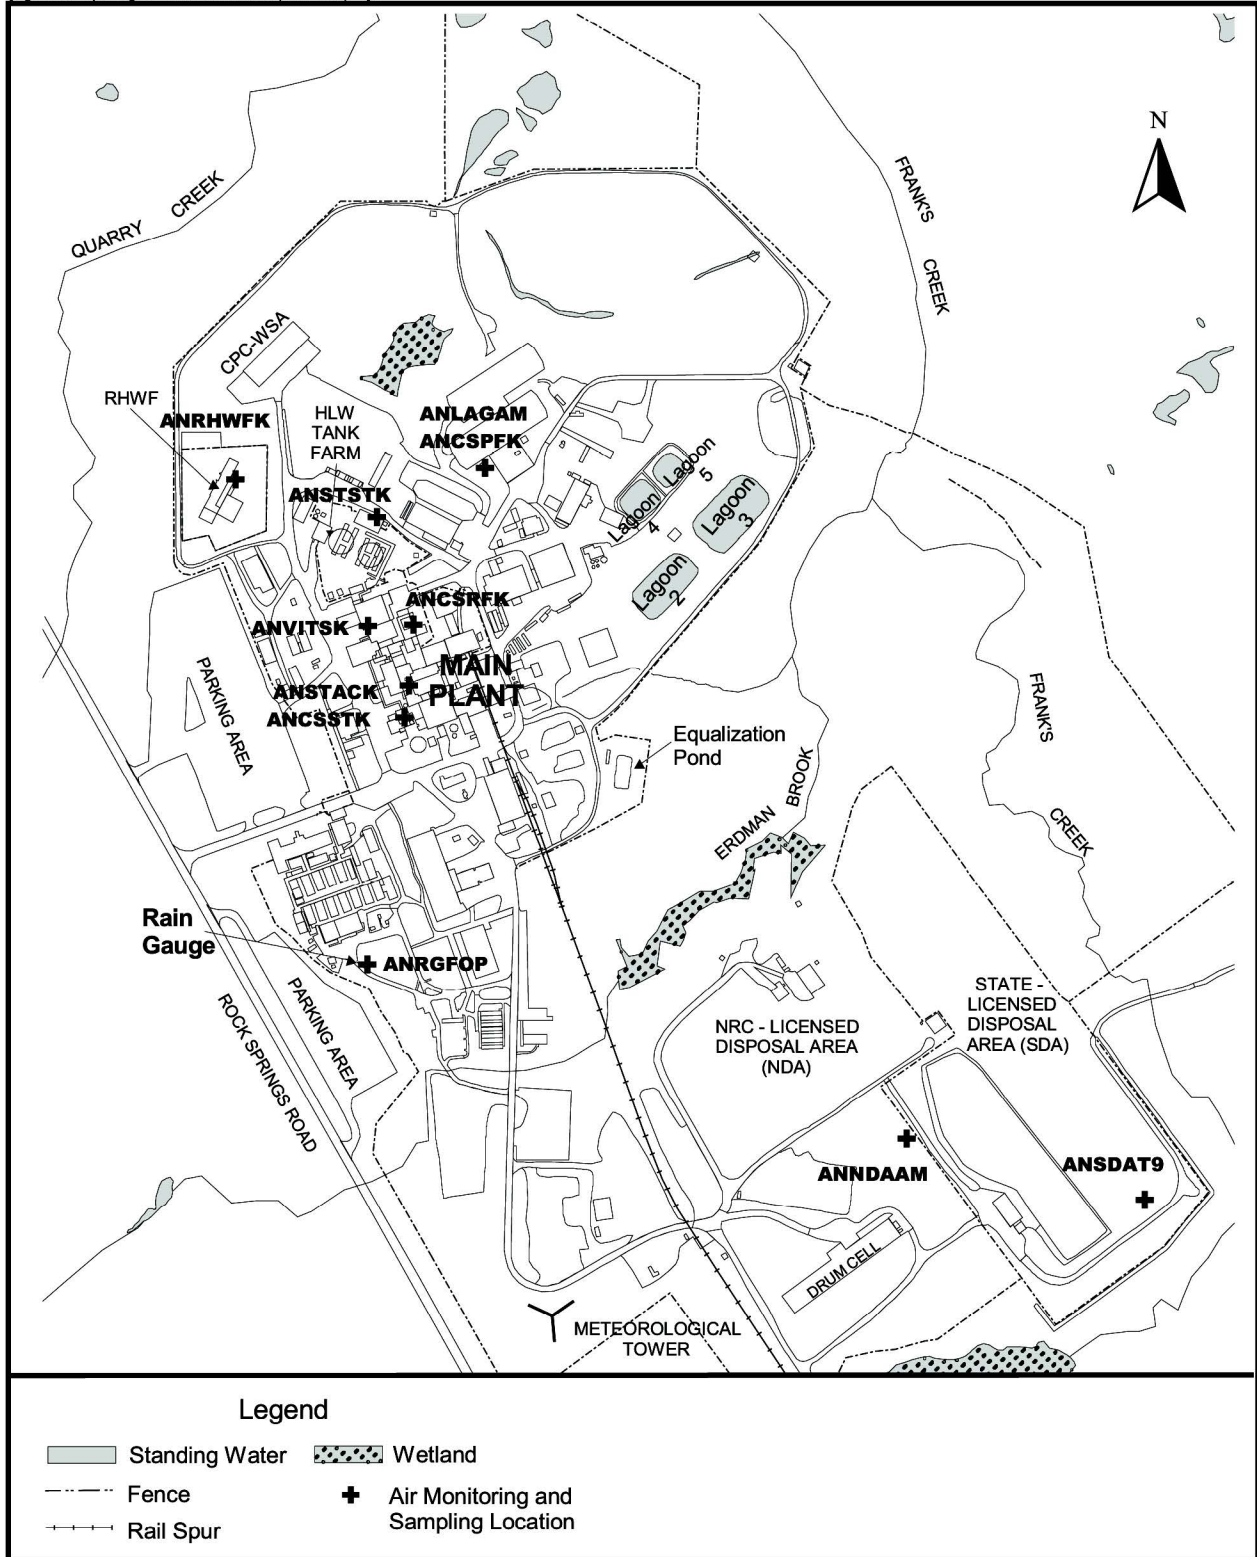 N
FRANK'S
CREEK
QUARRY
CREEK
CPC-WSA
RHWF
ANRHWFK
HLW
TANK
FARM
ANLAGAM
ANCSPFK
ANSTSTK
Lagoon
5
Lagoon
4
Lagoon
3
Lagoon
2
ANCSRFK
ANVITSK
MAIN
PLANT
ANSTACK
ANCSSTK
PARKING AREA
FRANK'S
CREEK
Equalization
Pond
ERDMAN
BROOK
Rain
Gauge
ANRGFOP
PARKING AREA
ROCK SPRINGS ROAD
NRC - LICENSED
DISPOSAL AREA
(NDA)
STATE -
LICENSED
DISPOSAL
AREA (SDA)
ANNDAAM
ANSDAT9
DRUM CELL
METEOROLOGICAL
TOWER
Legend
Standing Water
Wetland
Fence
Air Monitoring and
Sampling Location
Rail Spur